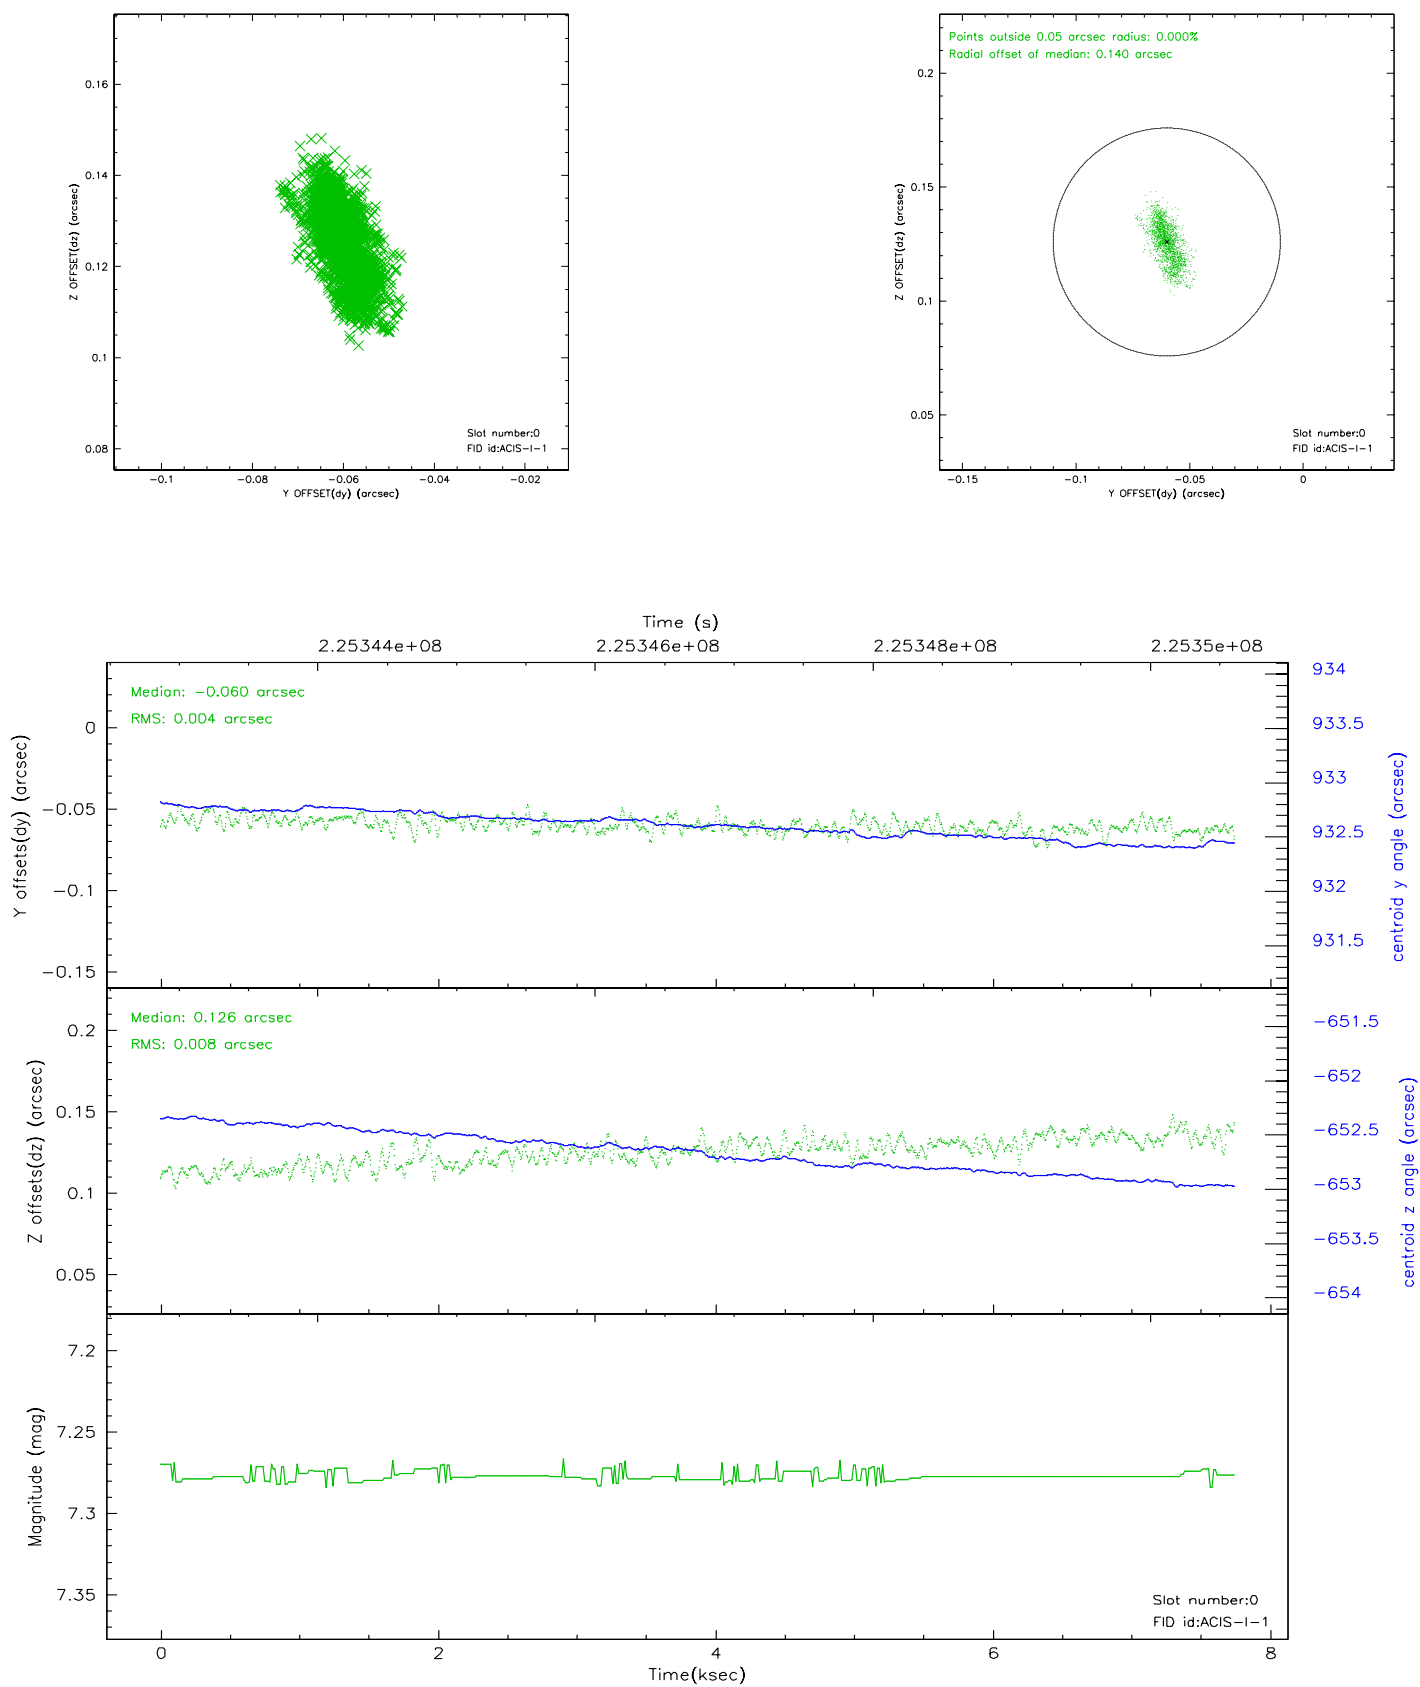 0.16
0.14
0.12
0.1
0.08
Z OFFSET(dz) (arcsec)
Slot number:0
FID id:ACIS-I-1
-0.1
-0.08
-0.06
-0.04
-0.02
Y OFFSET(dy) (arcsec)
Points outside 0.05 arcsec radius: 0.000%
Radial offset of median: 0.140 arcsec
0.2
0.15
0.1
0.05
Z OFFSET(dz) (arcsec)
Slot number:0
FID id:ACIS-I-1
-0.15
-0.1
-0.05
0
Y OFFSET(dy) (arcsec)
Time (s)
2.25344e+08
2.25346e+08
2.25348e+08
2.2535e+08
Median: -0.060 arcsec
RMS: 0.004 arcsec
0
-0.05
-0.1
-0.15
Y offsets(dy) (arcsec)
934
933.5
933
932.5
932
931.5
centroid y angle (arcsec)
Median: 0.126 arcsec
RMS: 0.008 arcsec
0.2
0.15
0.1
0.05
Z offsets(dz) (arcsec)
-651.5
-652
-652.5
-653
-653.5
-654
centroid z angle (arcsec)
7.2
7.25
7.3
7.35
Magnitude (mag)
Slot number:0
FID id:ACIS-I-1
0
2
4
6
8
Time(ksec)